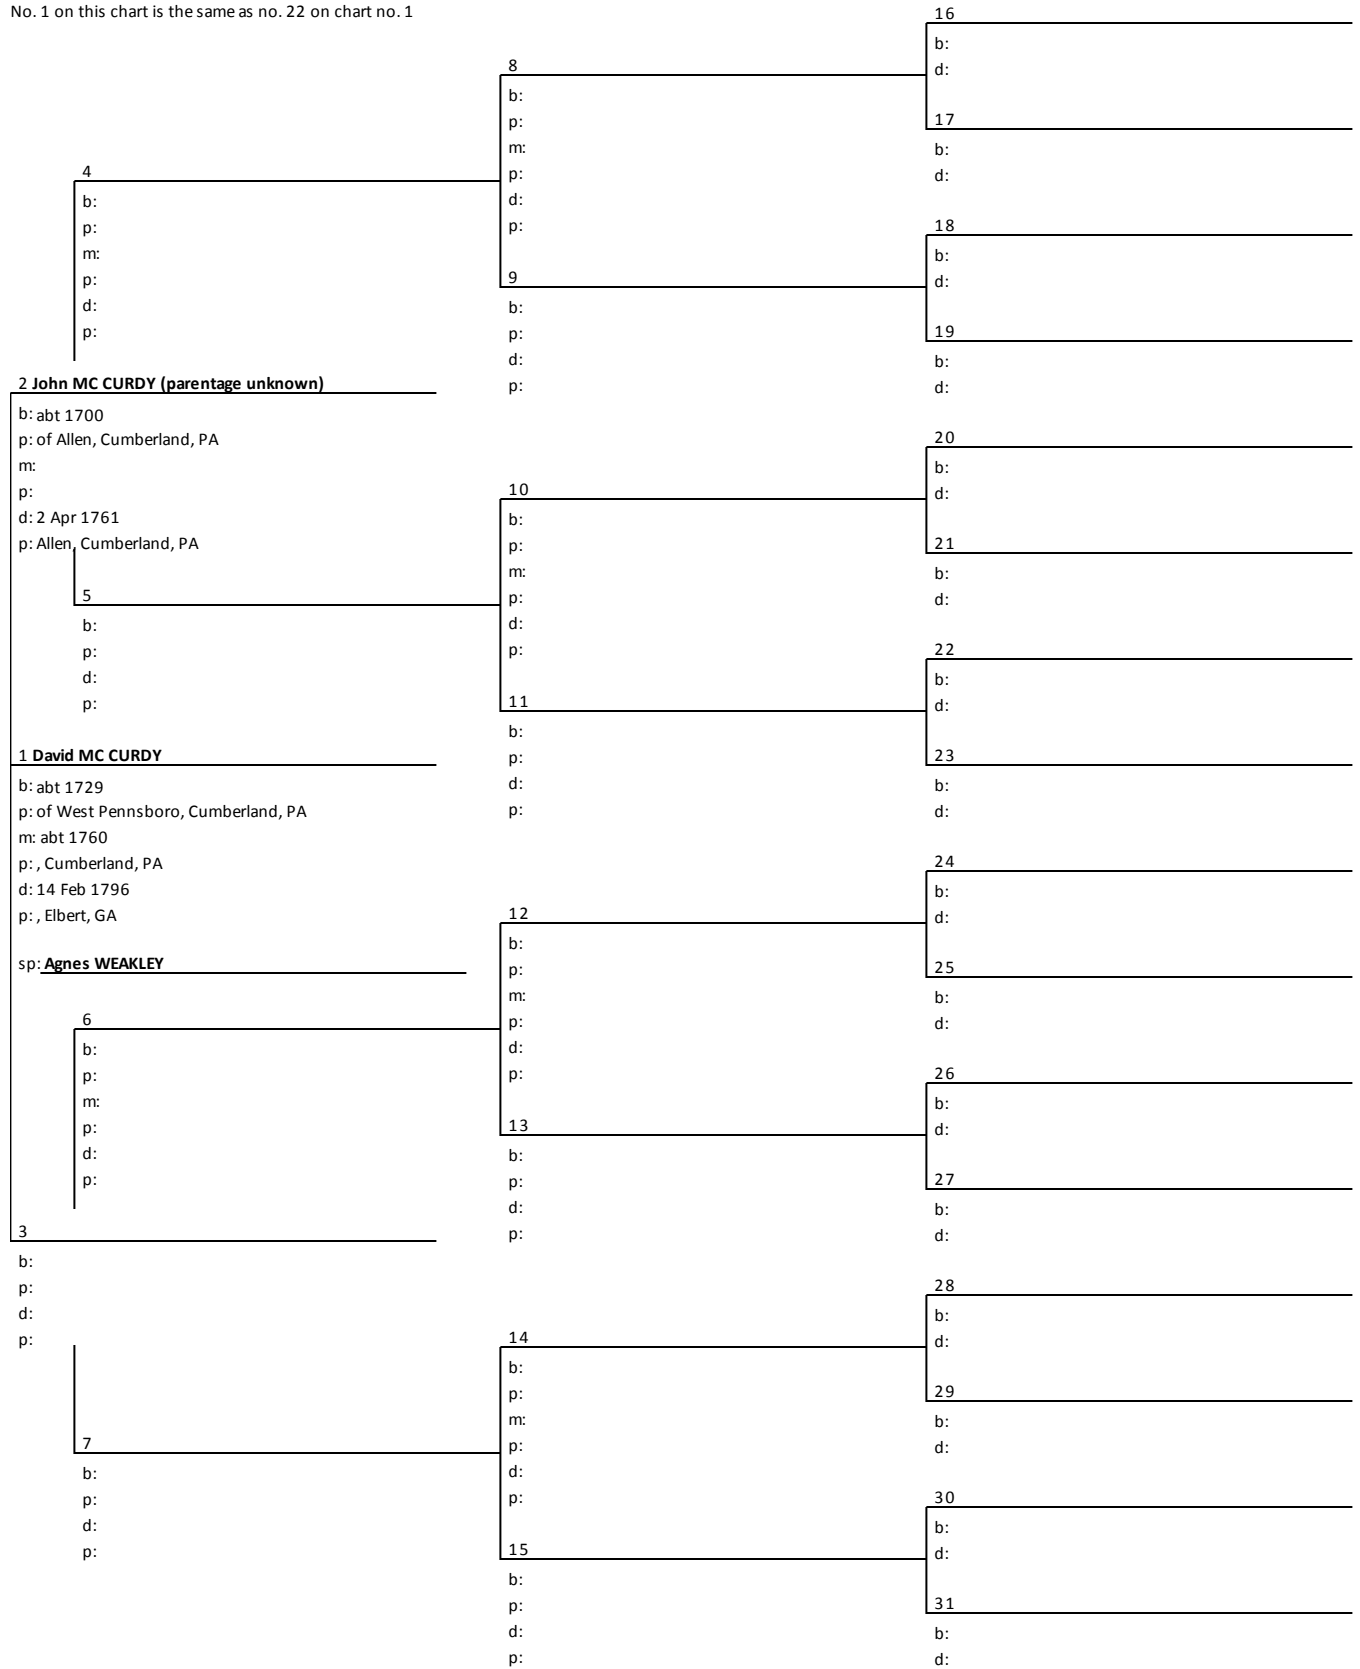 No. 1 on this chart is the same as no. 22 on chart no. 1
16
b:
d:
8
b:
p:
m:
p:
d:
p:
17
b:
d:
4
b:
p:
m:
p:
d:
p:
18
b:
d:
9
b:
p:
d:
p:
19
b:
d:
2 John MC CURDY (parentage unknown)
b: abt 1700
p: of Allen, Cumberland, PA
m:
p:
d: 2 Apr 1761
p: Allen, Cumberland, PA
20
b:
d:
10
b:
p:
m:
p:
d:
p:
21
b:
d:
5
b:
p:
d:
p:
22
b:
d:
11
b:
p:
d:
p:
23
b:
d:
1 David MC CURDY
b: abt 1729
p: of West Pennsboro, Cumberland, PA
m: abt 1760
p: , Cumberland, PA
d: 14 Feb 1796
p: , Elbert, GA
sp: Agnes WEAKLEY
24
b:
d:
12
b:
p:
m:
p:
d:
p:
25
b:
d:
6
b:
p:
m:
p:
d:
p:
26
b:
d:
13
b:
p:
d:
p:
27
b:
d:
3
b:
p:
d:
p:
28
b:
d:
14
b:
p:
m:
p:
d:
p:
29
b:
d:
7
b:
p:
d:
p:
30
b:
d:
15
b:
p:
d:
p:
31
b:
d: